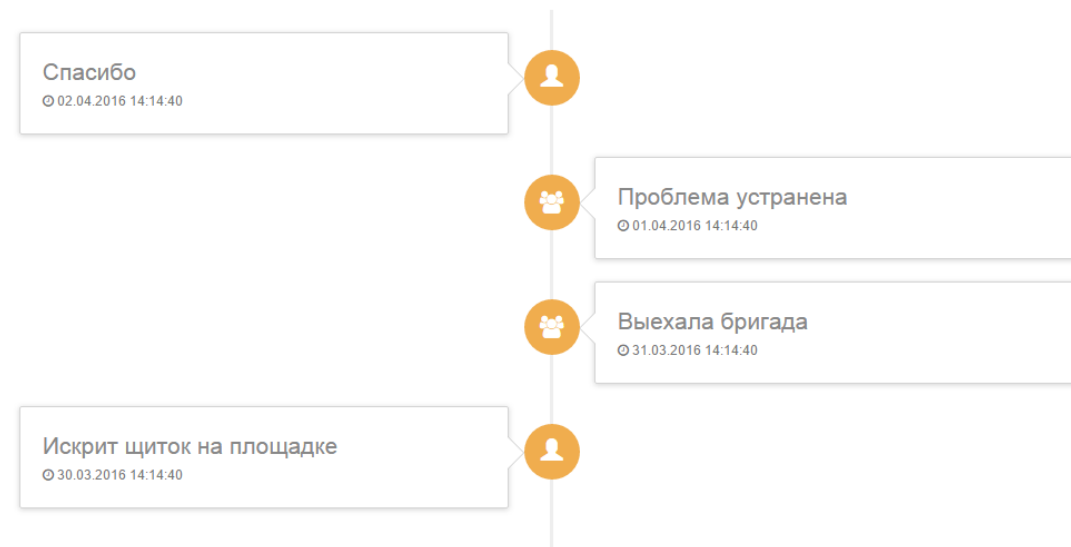 Спасибо
02.04.2016 14:14:40
Проблема устранена
01.04.2016 14:14:40
Выехала бригада
31.03.2016 14:14:40
Искрит щиток на площадке
30.03.2016 14:14:40